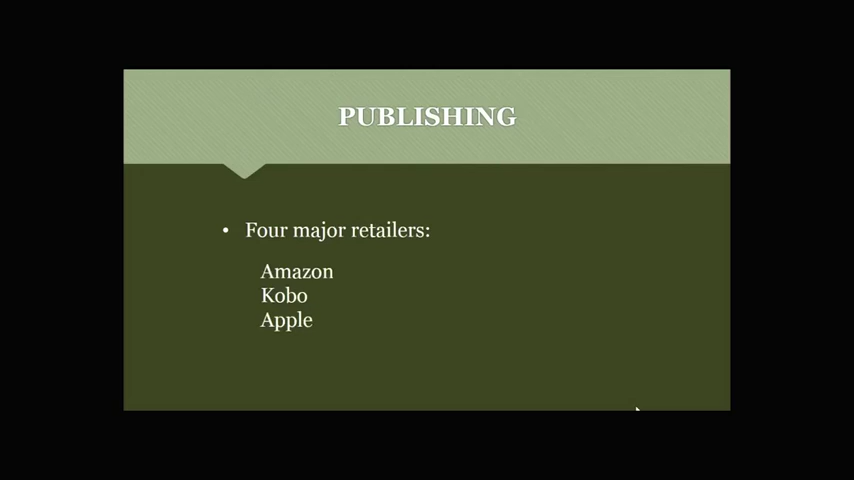 PUBLISHING
• Four major retailers:
Amazon
Kobo
Apple